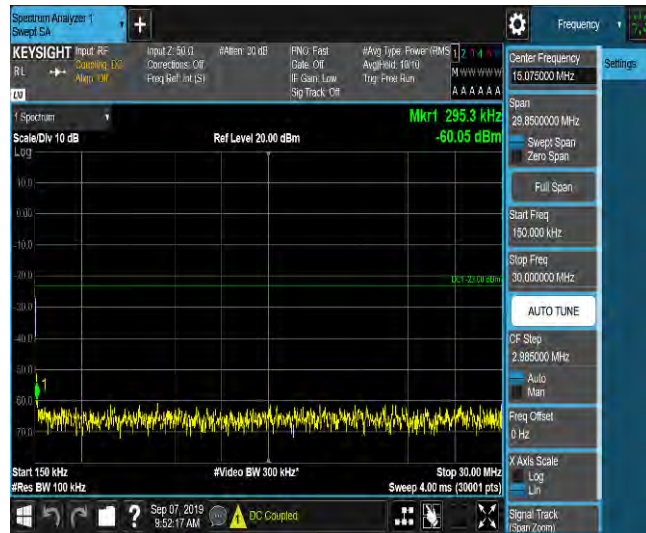 Spectrum Analyzer 1
Swept SA
Frequency
KEYSIGHT
RL
Input: RF
Coupling: DC
Align: Off
Input Z: 50 Ω
Corrections: Off
Freq Ref: Int (S)
#Atten: 30 dB
PNO: Fast
Gate: Off
IF Gain: Low
Sig Track: Off
#Avg Type: Power (RMS
Avg|Hold: 10/10
Trig: Free Run
1 2 3 4 5 6
M W W W W W
A A A A A A
LXI
1 Spectrum
Scale/Div 10 dB
Log
Ref Level 20.00 dBm
Mkr1 295.3 kHz
-60.05 dBm
10.0
0.00
-10.0
-20.0
-30.0
-40.0
-50.0
-60.0
-70.0
DL1 -23.00 dBm
1
Start 150 kHz
#Res BW 100 kHz
#Video BW 300 kHz*
Stop 30.00 MHz
Sweep 4.00 ms (30001 pts)
Center Frequency
15.075000 MHz
Settings
Span
29.8500000 MHz
Swept Span
Zero Span
Full Span
Start Freq
150.000 kHz
Stop Freq
30.000000 MHz
AUTO TUNE
CF Step
2.985000 MHz
Auto
Man
Freq Offset
0 Hz
X Axis Scale
Log
Lin
Signal Track
(Span Zoom)
?
Sep 07, 2019
9:52:17 AM
DC Coupled